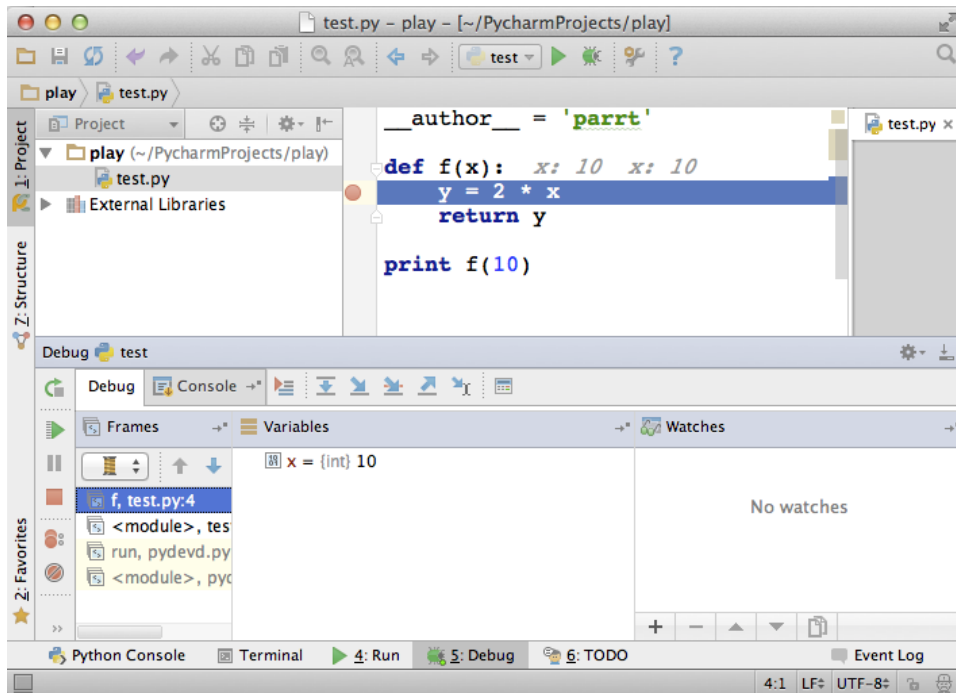 test.py – play – [~/PycharmProjects/play]
test
play test.py
1: Project
Project
play (~/PycharmProjects/play)
test.py
External Libraries
Z: Structure
2: Favorites
__author__ = 'parrt'
def f(x): x: 10 x: 10
y = 2 * x
return y
print f(10)
test.py ×
Debug test
Debug Console
Frames
Variables
Watches
f, test.py:4
<module>, tes
run, pydevd.py
<module>, pyd
x = {int} 10
No watches
Python Console Terminal 4: Run 5: Debug 6: TODO Event Log
4:1 LF UTF-8